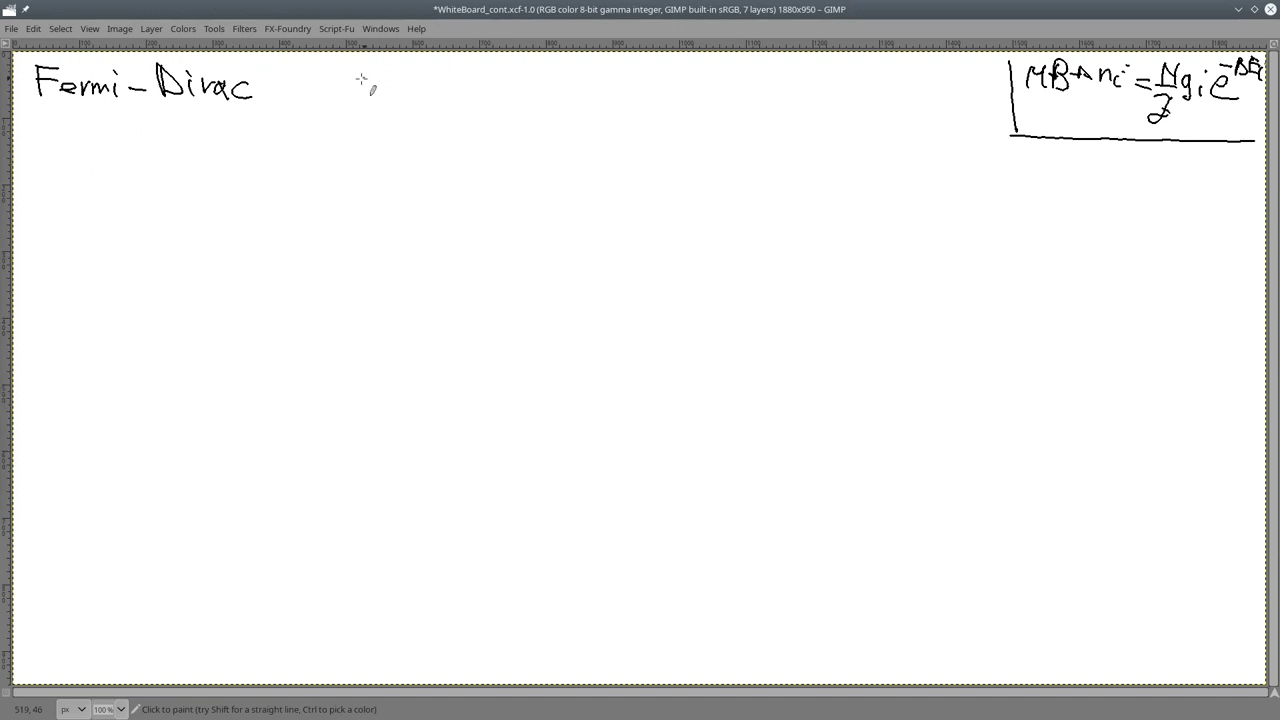 *WhiteBoard_cont.xcf-1.0 (RGB color 8-bit gamma integer, GIMP built-in sRGB, 7 layers) 1880x950 – GIMP
File Edit Select View Image Layer Colors Tools Filters FX-Foundry Script-Fu Windows Help
Fermi-Dirac
MB→ ni = N/Z gi e^-βEi
519, 46 px 100% Click to paint (try Shift for a straight line, Ctrl to pick a color)